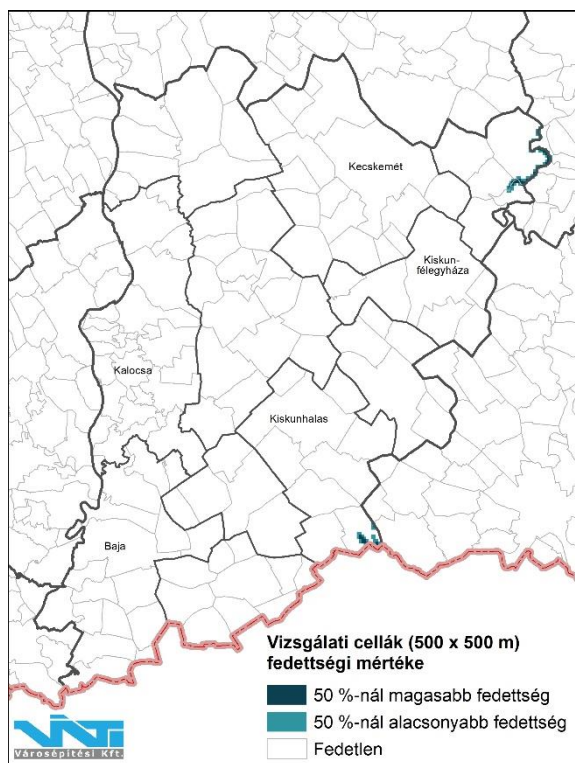 Kecskemét
Kiskun-
félegyháza
Kalocsa
Kiskunhalas
Baja
Vizsgálati cellák (500 x 500 m)
fedettségi mértéke
50 %-nál magasabb fedettség
50 %-nál alacsonyabb fedettség
Fedetlen
VÁTI
Városépítési Kft.